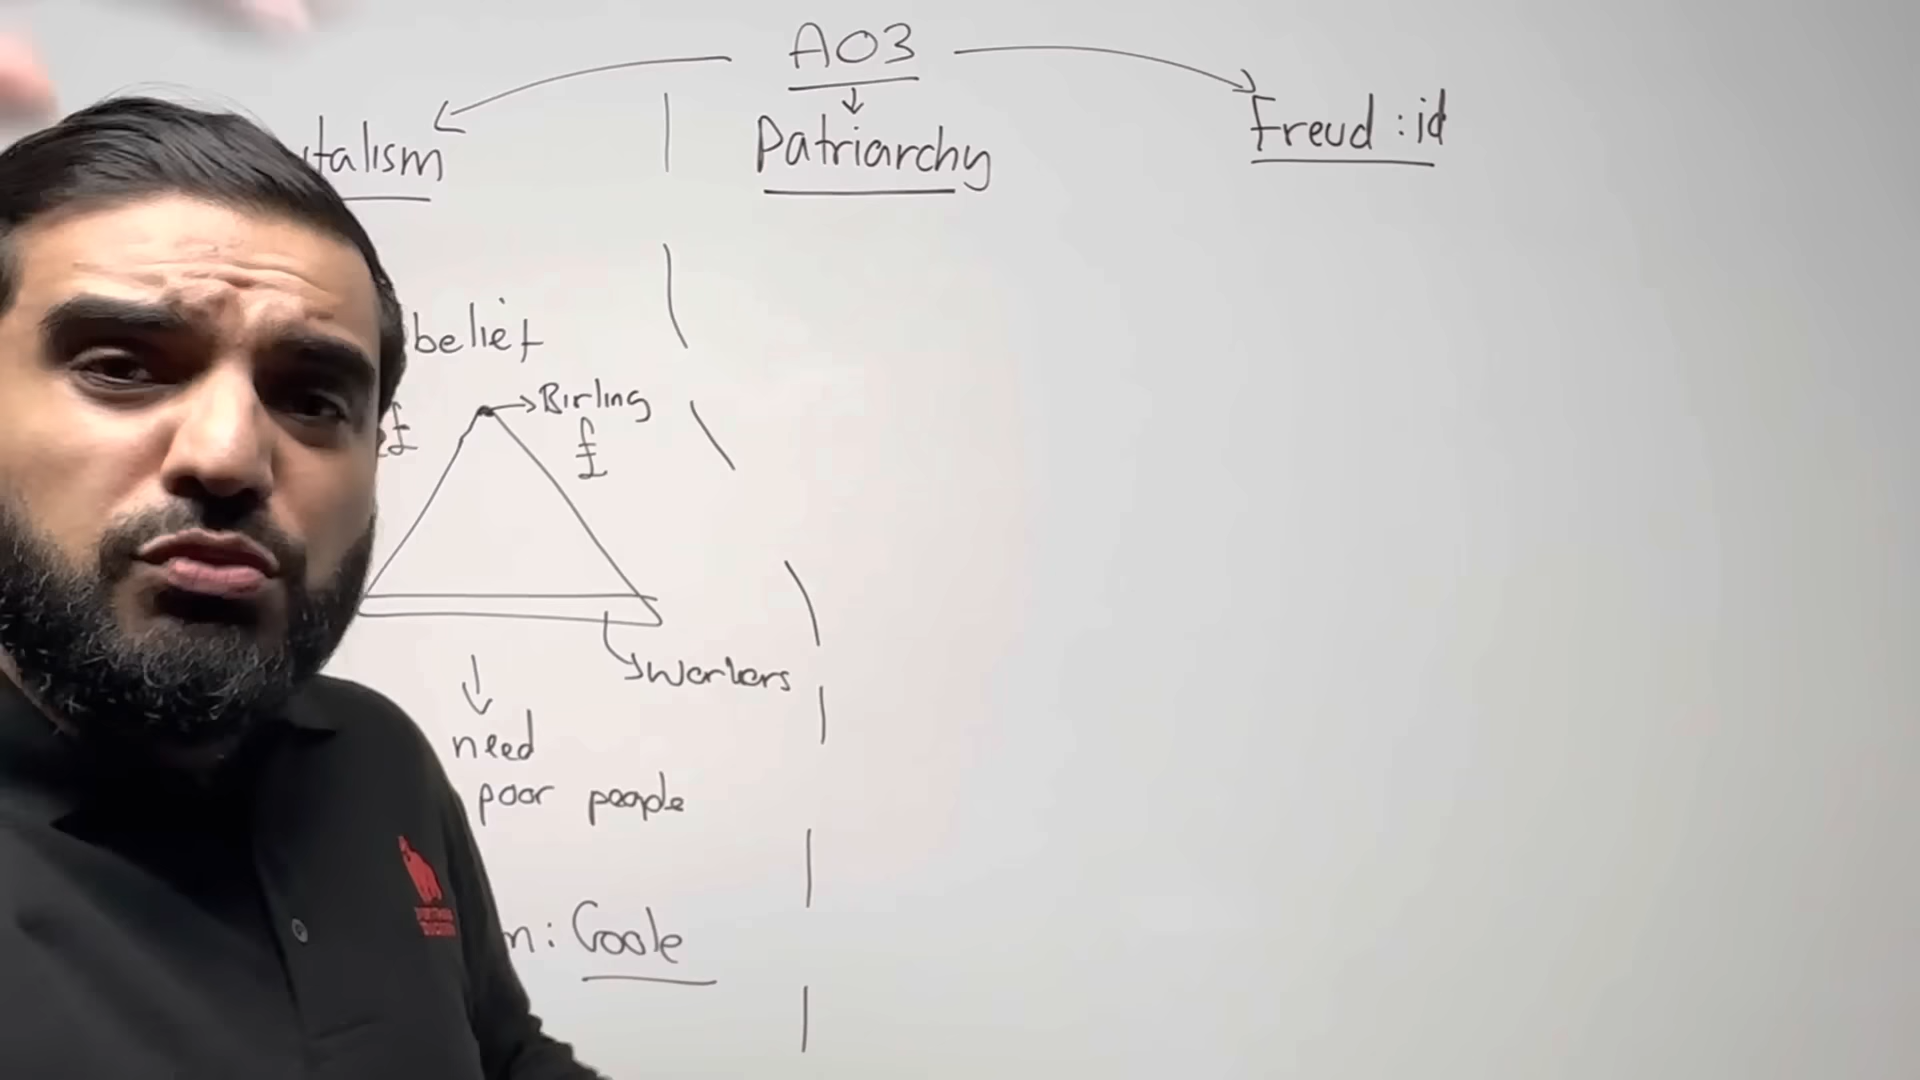 AO3
talism
Patriarchy
Freud : id
belief
£
Birling
£
Workers
need
poor people
n : Goole